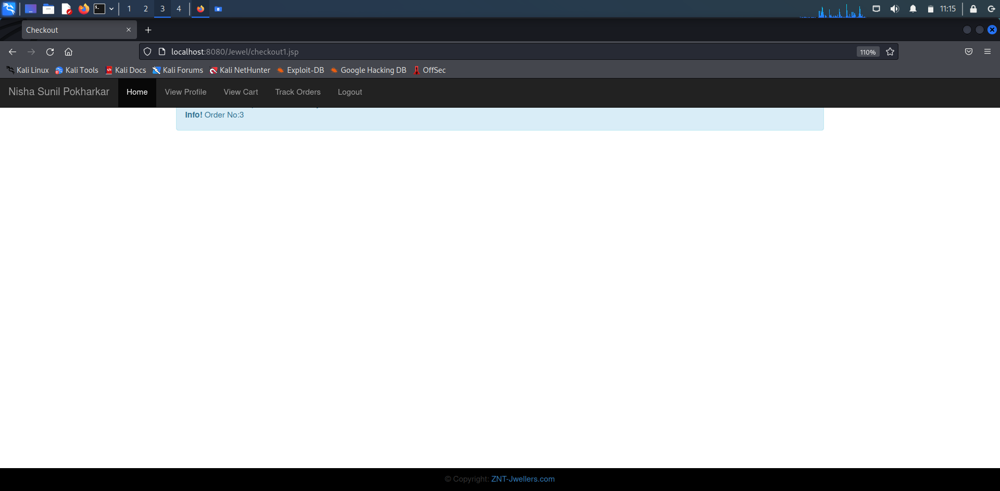 1 2 3 4
11:15
Checkout
localhost:8080/Jewel/checkout1.jsp
110%
Kali Linux Kali Tools Kali Docs Kali Forums Kali NetHunter Exploit-DB Google Hacking DB OffSec
Nisha Sunil Pokharkar Home View Profile View Cart Track Orders Logout
Info! Order No:3
© Copyright: ZNT-Jwellers.com